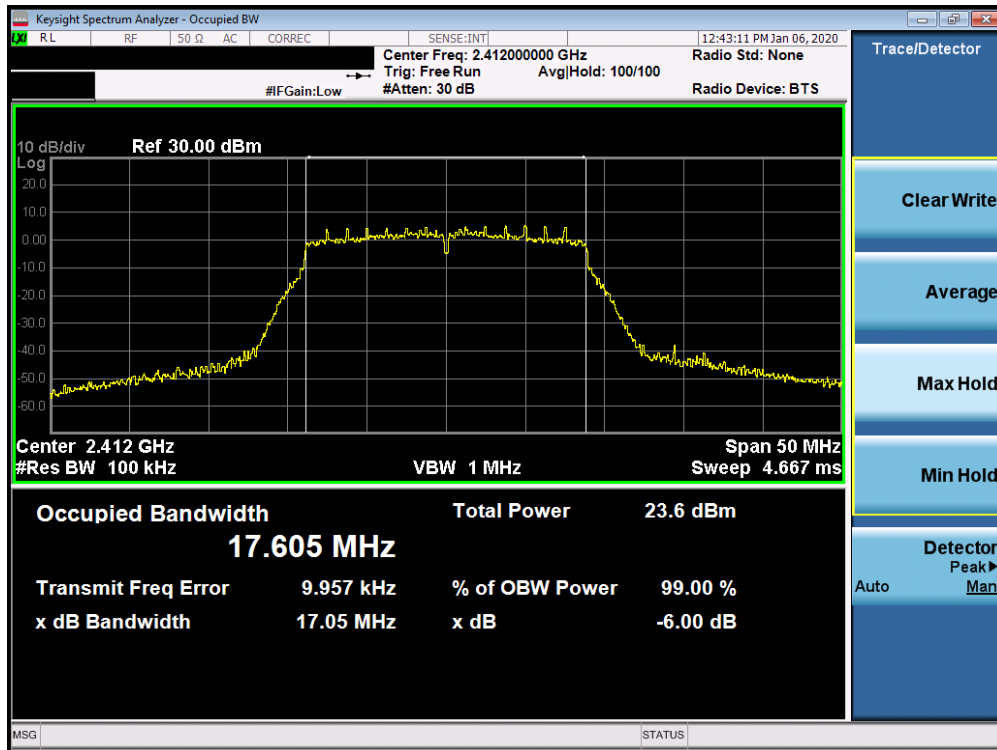 Keysight Spectrum Analyzer - Occupied BW
LXI RL RF 50 Ω AC CORREC SENSE:INT 12:43:11 PM Jan 06, 2020
Center Freq: 2.412000000 GHz Radio Std: None
Trig: Free Run Avg|Hold: 100/100
#IFGain:Low #Atten: 30 dB Radio Device: BTS
10 dB/div Ref 30.00 dBm
Log
20.0
10.0
0.00
-10.0
-20.0
-30.0
-40.0
-50.0
-60.0
Center 2.412 GHz Span 50 MHz
#Res BW 100 kHz VBW 1 MHz Sweep 4.667 ms
Occupied Bandwidth Total Power 23.6 dBm
17.605 MHz
Transmit Freq Error 9.957 kHz % of OBW Power 99.00 %
x dB Bandwidth 17.05 MHz x dB -6.00 dB
MSG STATUS
Trace/Detector
Clear Write
Average
Max Hold
Min Hold
Detector
Peak▶
Auto Man